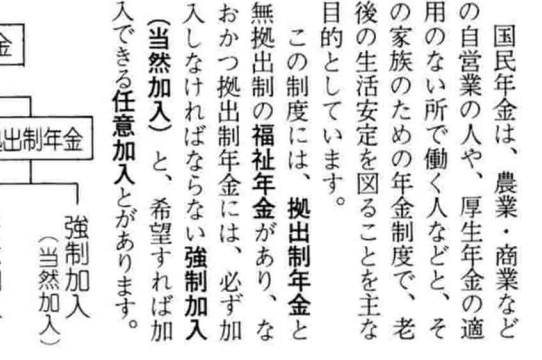 国民年金は、農業・商業など
の自営業の人や、厚生年金の適
用のない所で働く人などと、そ
の家族のための年金制度で、老
後の生活安定を図ることを主な
目的としています。
この制度には、拠出制年金と
無拠出制の福祉年金があり、な
おかつ拠出制年金には、必ず加
入しなければならない強制加入
（当然加入）と、希望すれば加
入できる任意加入とがあります。
金
拠出制年金
強制加入
（当然加入）